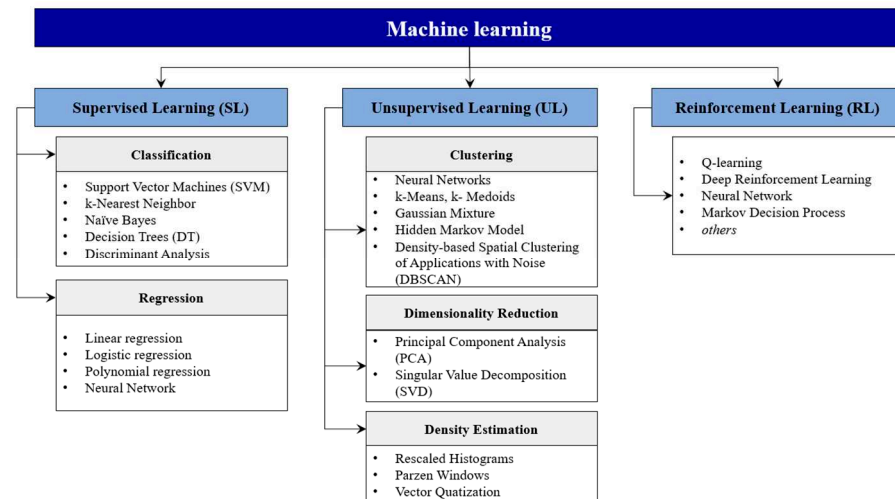 Machine learning
Supervised Learning (SL)
Classification
• Support Vector Machines (SVM)
• k-Nearest Neighbor
• Naïve Bayes
• Decision Trees (DT)
• Discriminant Analysis
Regression
• Linear regression
• Logistic regression
• Polynomial regression
• Neural Network
Unsupervised Learning (UL)
Clustering
• Neural Networks
• k-Means, k- Medoids
• Gaussian Mixture
• Hidden Markov Model
• Density-based Spatial Clustering
of Applications with Noise
(DBSCAN)
Dimensionality Reduction
• Principal Component Analysis
(PCA)
• Singular Value Decomposition
(SVD)
Density Estimation
• Rescaled Histograms
• Parzen Windows
• Vector Quatization
Reinforcement Learning (RL)
• Q-learning
• Deep Reinforcement Learning
• Neural Network
• Markov Decision Process
• others